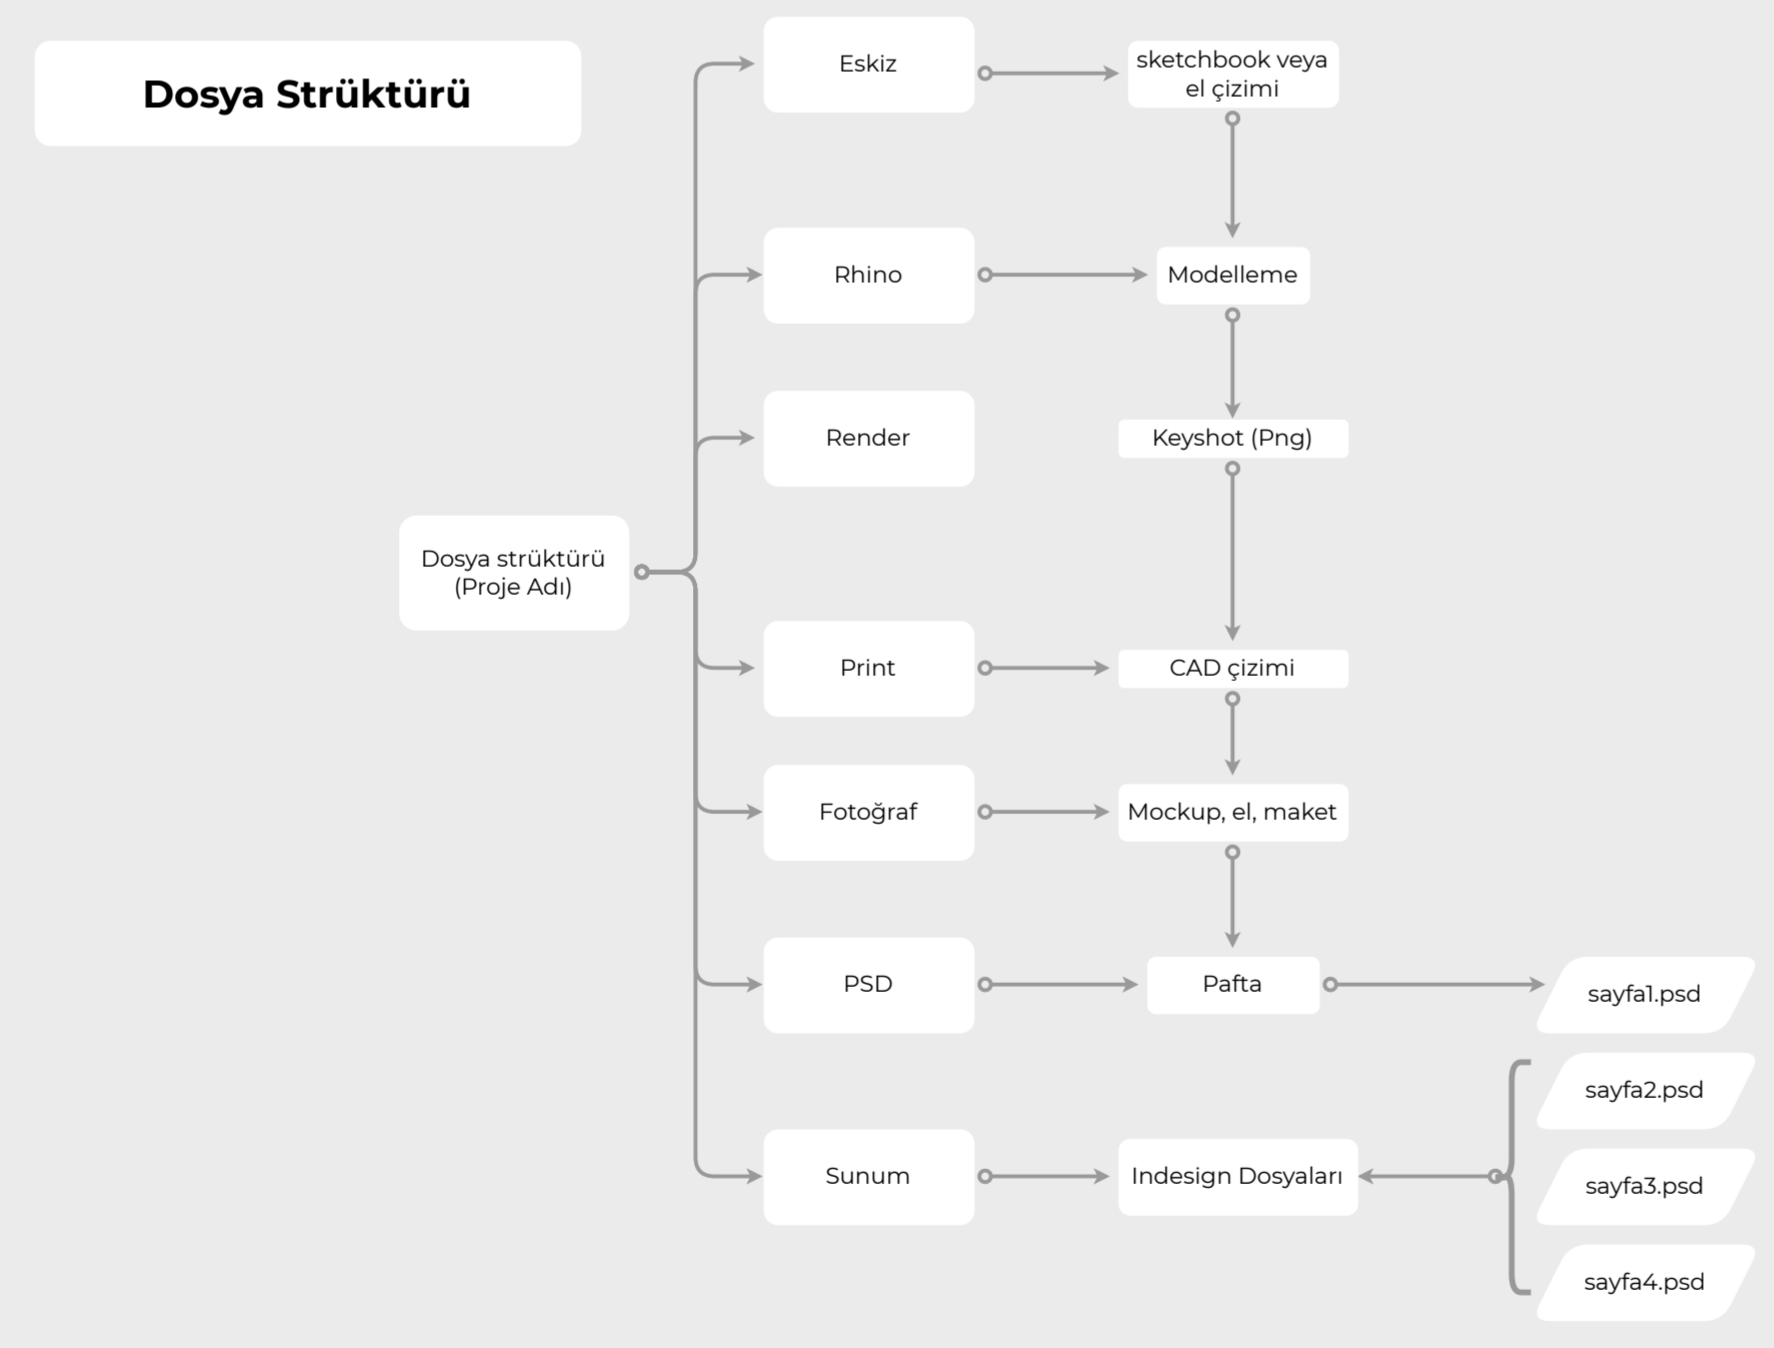 Dosya Strüktürü
Eskiz
sketchbook veya
el çizimi
Rhino
Modelleme
Render
Keyshot (Png)
Dosya strüktürü
(Proje Adı)
Print
CAD çizimi
Fotoğraf
Mockup, el, maket
PSD
Pafta
sayfa1.psd
sayfa2.psd
Sunum
Indesign Dosyaları
sayfa3.psd
sayfa4.psd